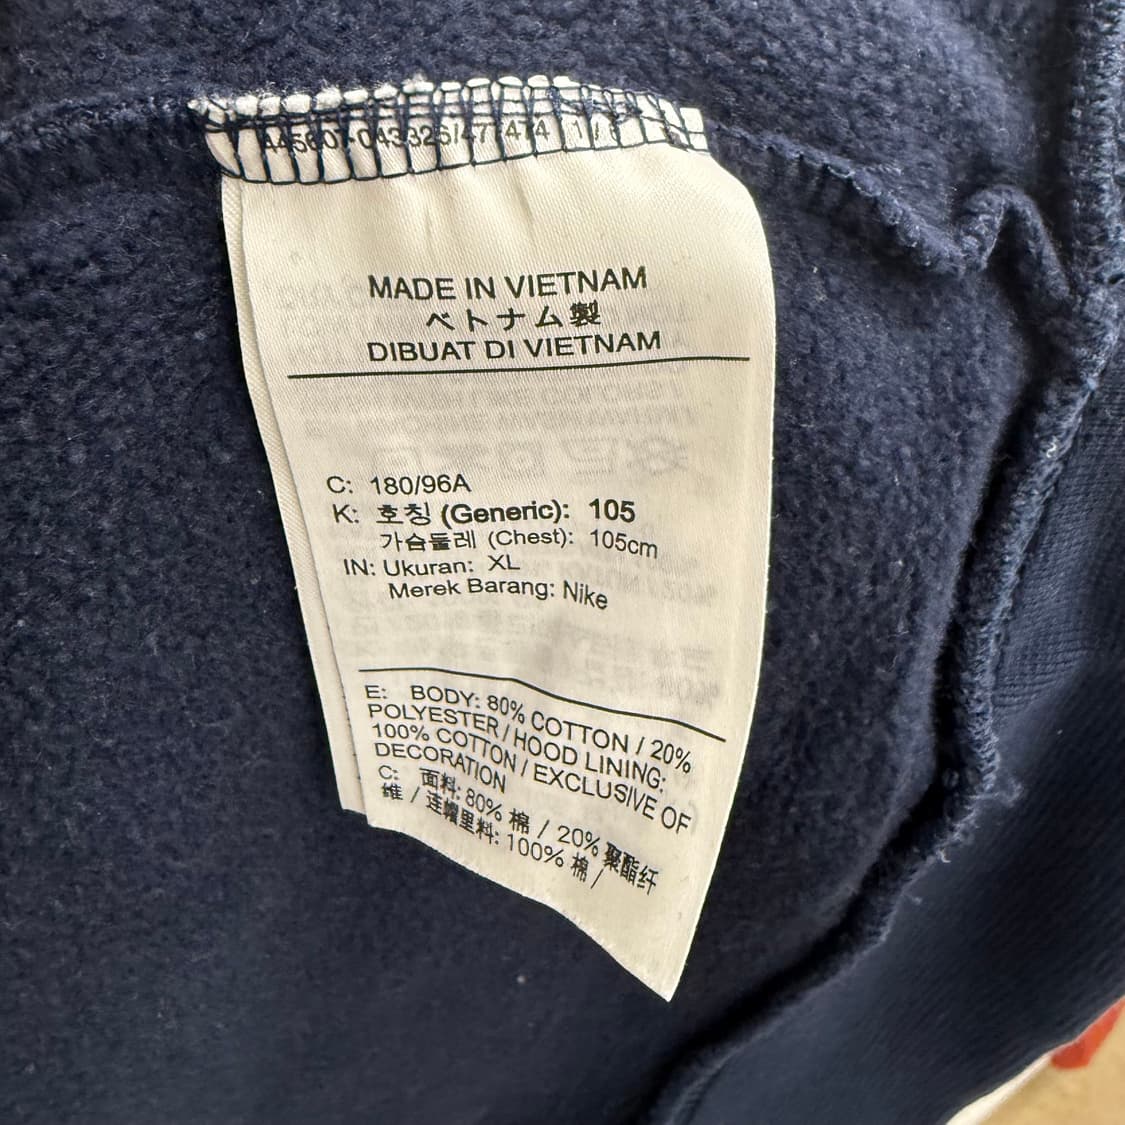 MADE IN VIETNAM
ベトナム製
DIBUAT DI VIETNAM
C: 180/96A
K: 호칭 (Generic): 105
가슴둘레 (Chest): 105cm
IN: Ukuran: XL
Merek Barang: Nike
E: BODY: 80% COTTON / 20%
POLYESTER / HOOD LINING:
100% COTTON / EXCLUSIVE OF
DECORATION
C: 面料: 80% 棉 / 20% 聚酯纤
维 / 连帽里料: 100% 棉 /